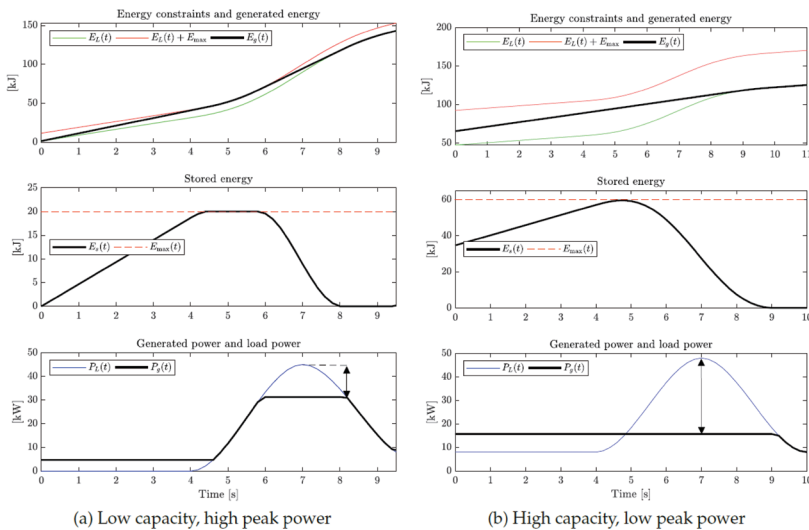 Energy constraints and generated energy
E_L(t) E_L(t) + E_max E_g(t)
[kJ]
150
100
50
0
0 1 2 3 4 5 6 7 8 9
Stored energy
E_s(t) E_max(t)
[kJ]
25
20
15
10
5
0
0 1 2 3 4 5 6 7 8 9
Generated power and load power
P_L(t) P_g(t)
[kW]
50
40
30
20
10
0
0 1 2 3 4 5 6 7 8 9
Time [s]
(a) Low capacity, high peak power
Energy constraints and generated energy
E_L(t) E_L(t) + E_max E_g(t)
[kJ]
200
150
100
50
0 1 2 3 4 5 6 7 8 9 10 11
Stored energy
E_s(t) E_max(t)
[kJ]
60
40
20
0
0 1 2 3 4 5 6 7 8 9 10
Generated power and load power
P_L(t) P_g(t)
[kW]
50
40
30
20
10
0
0 1 2 3 4 5 6 7 8 9 10
Time [s]
(b) High capacity, low peak power